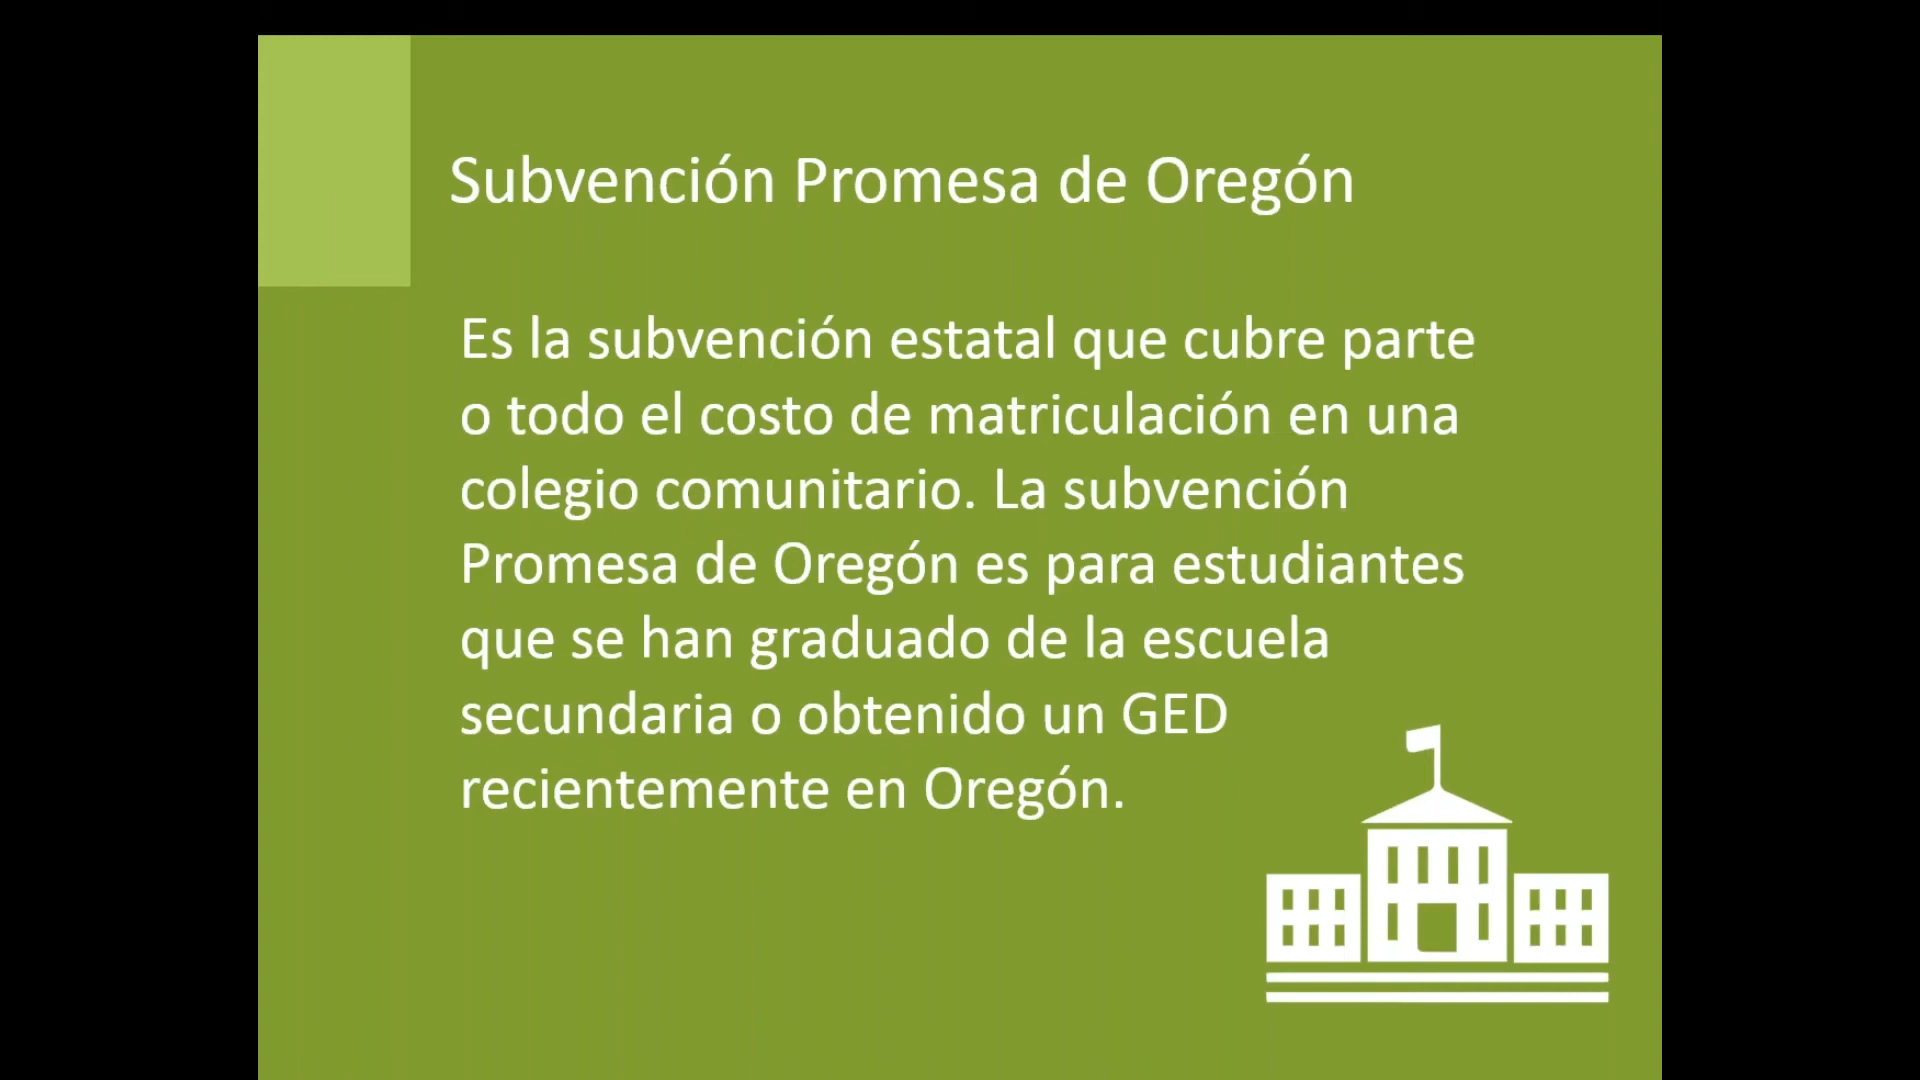 Subvención Promesa de Oregón
Es la subvención estatal que cubre parte
o todo el costo de matriculación en una
colegio comunitario. La subvención
Promesa de Oregón es para estudiantes
que se han graduado de la escuela
secundaria o obtenido un GED
recientemente en Oregón.